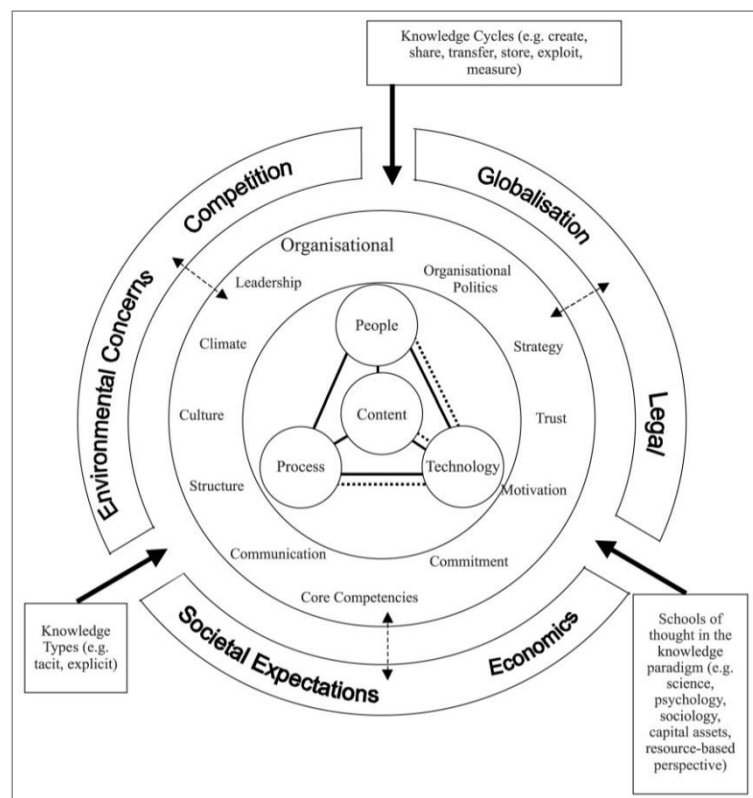 Knowledge Cycles (e.g. create,
share, transfer, store, exploit,
measure)
Competition
Globalisation
Organisational
Leadership
Organisational
Politics
Environmental Concerns
People
Climate
Strategy
Culture
Content
Trust
Legal
Process
Technology
Structure
Motivation
Communication
Commitment
Core Competencies
Knowledge
Types (e.g.
tacit, explicit)
Societal Expectations
Economics
Schools of
thought in the
knowledge
paradigm (e.g.
science,
psychology,
sociology,
capital assets,
resource-based
perspective)